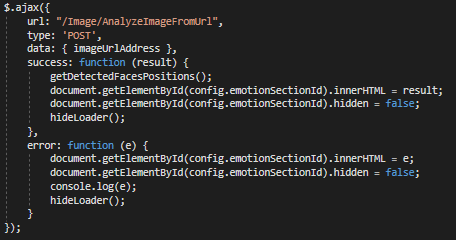 $.ajax({
    url: "/Image/AnalyzeImageFromUrl",
    type: 'POST',
    data: { imageUrlAddress },
    success: function (result) {
        getDetectedFacesPositions();
        document.getElementById(config.emotionSectionId).innerHTML = result;
        document.getElementById(config.emotionSectionId).hidden = false;
        hideLoader();
    },
    error: function (e) {
        document.getElementById(config.emotionSectionId).innerHTML = e;
        document.getElementById(config.emotionSectionId).hidden = false;
        console.log(e);
        hideLoader();
    }
});